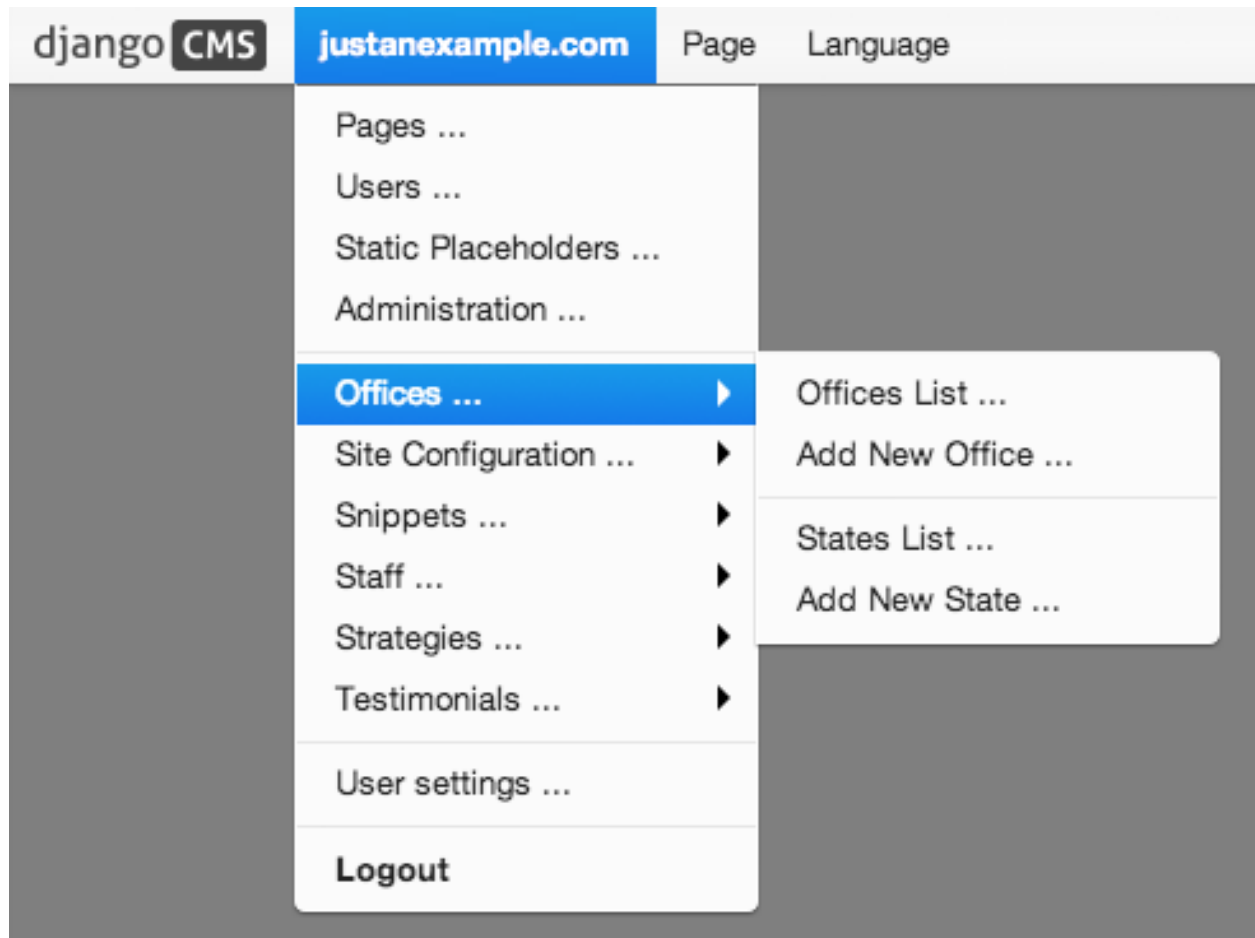 django CMS justanexample.com Page Language
Pages ...
Users ...
Static Placeholders ...
Administration ...
Offices ...
Site Configuration ...
Snippets ...
Staff ...
Strategies ...
Testimonials ...
User settings ...
Logout
Offices List ...
Add New Office ...
States List ...
Add New State ...